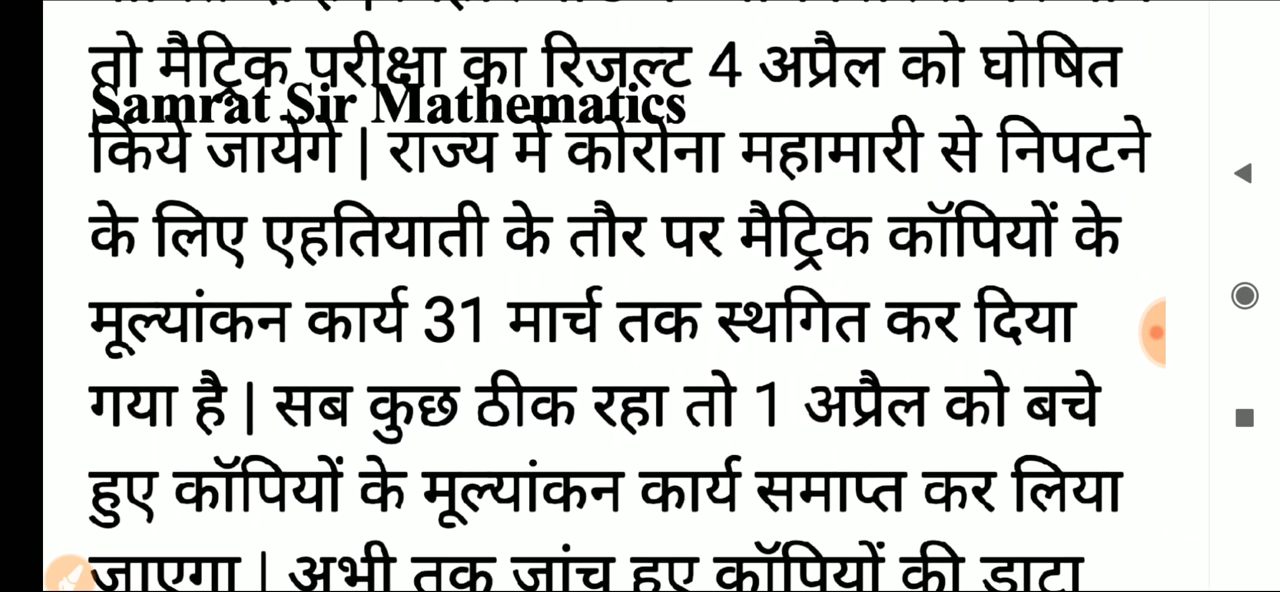 तो मैट्रिक परीक्षा का रिजल्ट 4 अप्रैल को घोषित
Samrat Sir Mathematics
किये जायेंगे | राज्य में कोरोना महामारी से निपटने
के लिए एहतियाती के तौर पर मैट्रिक कॉपियों के
मूल्यांकन कार्य 31 मार्च तक स्थगित कर दिया
गया है | सब कुछ ठीक रहा तो 1 अप्रैल को बचे
हुए कॉपियों के मूल्यांकन कार्य समाप्त कर लिया
जाएगा | अभी तक जांच हुए कॉपियों की डाटा